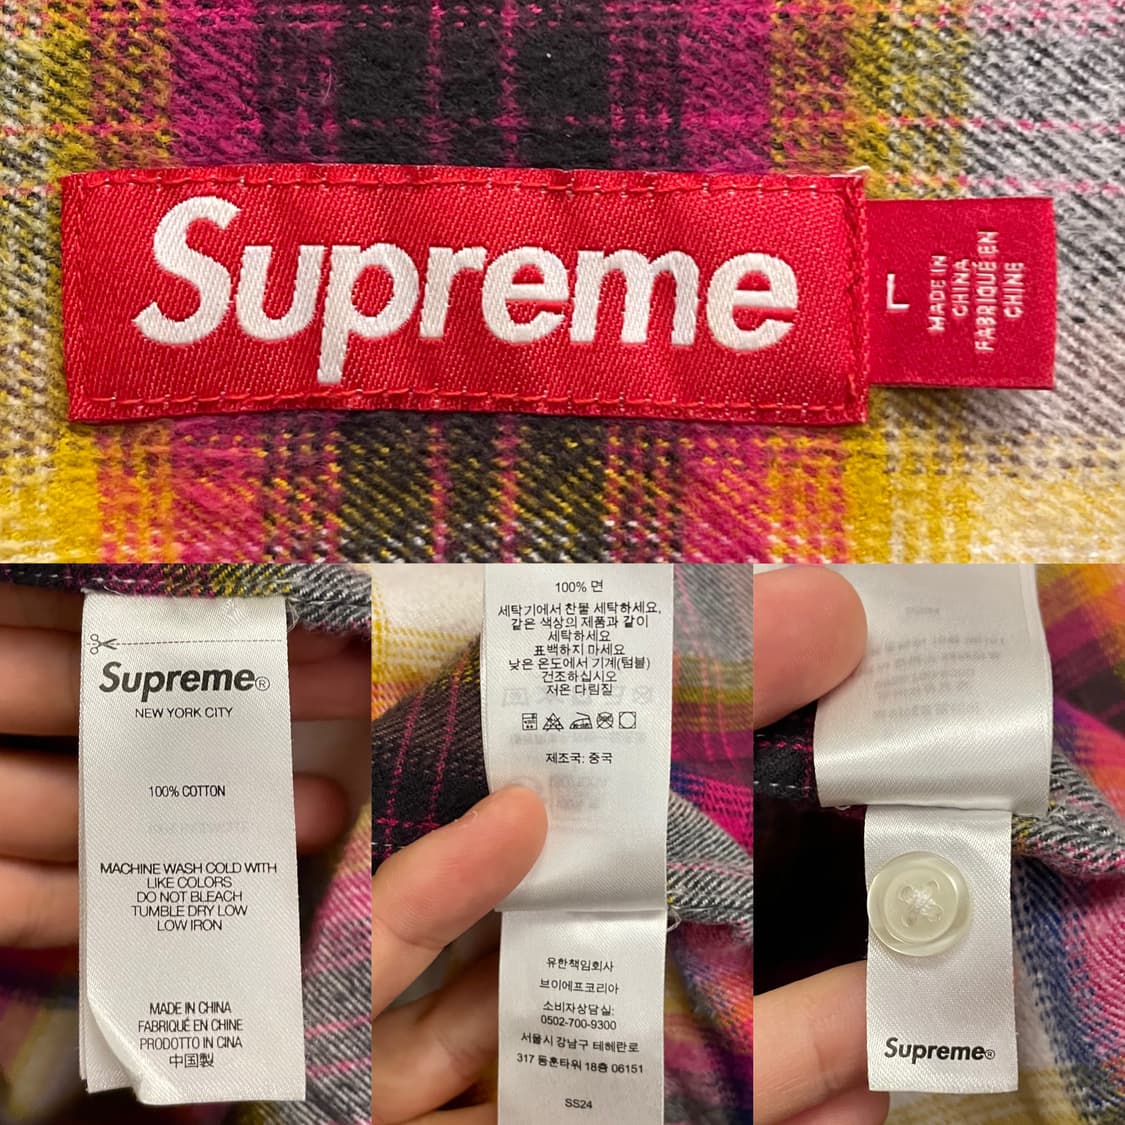 Supreme
L
MADE IN
CHINA
FABRIQUÉ EN
CHINE
Supreme®
NEW YORK CITY
100% COTTON
MACHINE WASH COLD WITH
LIKE COLORS
DO NOT BLEACH
TUMBLE DRY LOW
LOW IRON
MADE IN CHINA
FABRIQUÉ EN CHINE
PRODOTTO IN CINA
中国製
100% 면
세탁기에서 찬물 세탁하세요,
같은 색상의 제품과 같이
세탁하세요
표백하지 마세요
낮은 온도에서 기계(텀블)
건조하십시오
저온 다림질
제조국: 중국
유한책임회사
브이에프코리아
소비자상담실:
0502-700-9300
서울시 강남구 테헤란로
317 동훈타워 18층 06151
SS24
Supreme®